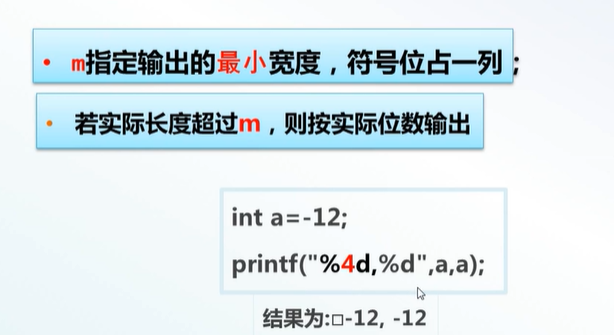 • m指定输出的最小宽度，符号位占一列；
• 若实际长度超过m，则按实际位数输出
int a=-12;
printf("%4d,%d",a,a);
结果为:□-12, -12